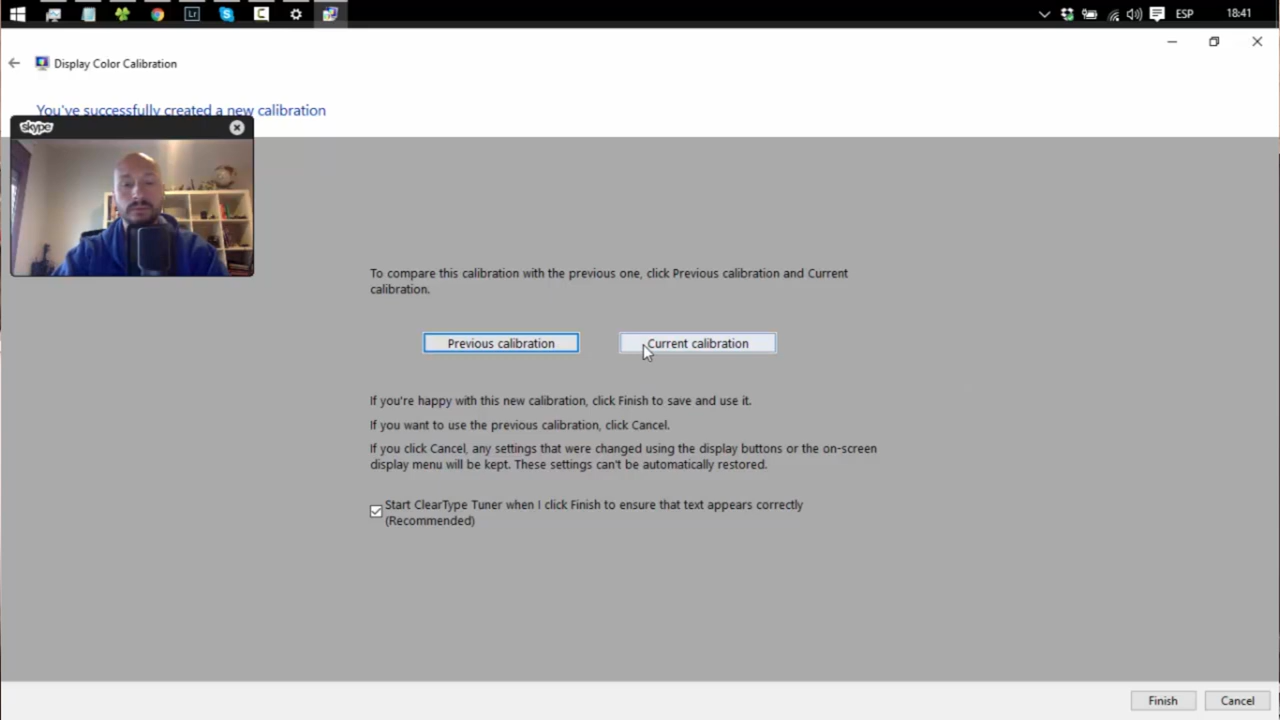 Lr
ESP
18:41
Display Color Calibration
You've successfully created a new calibration
skype
To compare this calibration with the previous one, click Previous calibration and Current
calibration.
Previous calibration
Current calibration
If you're happy with this new calibration, click Finish to save and use it.
If you want to use the previous calibration, click Cancel.
If you click Cancel, any settings that were changed using the display buttons or the on-screen
display menu will be kept. These settings can't be automatically restored.
Start ClearType Tuner when I click Finish to ensure that text appears correctly
(Recommended)
Finish
Cancel